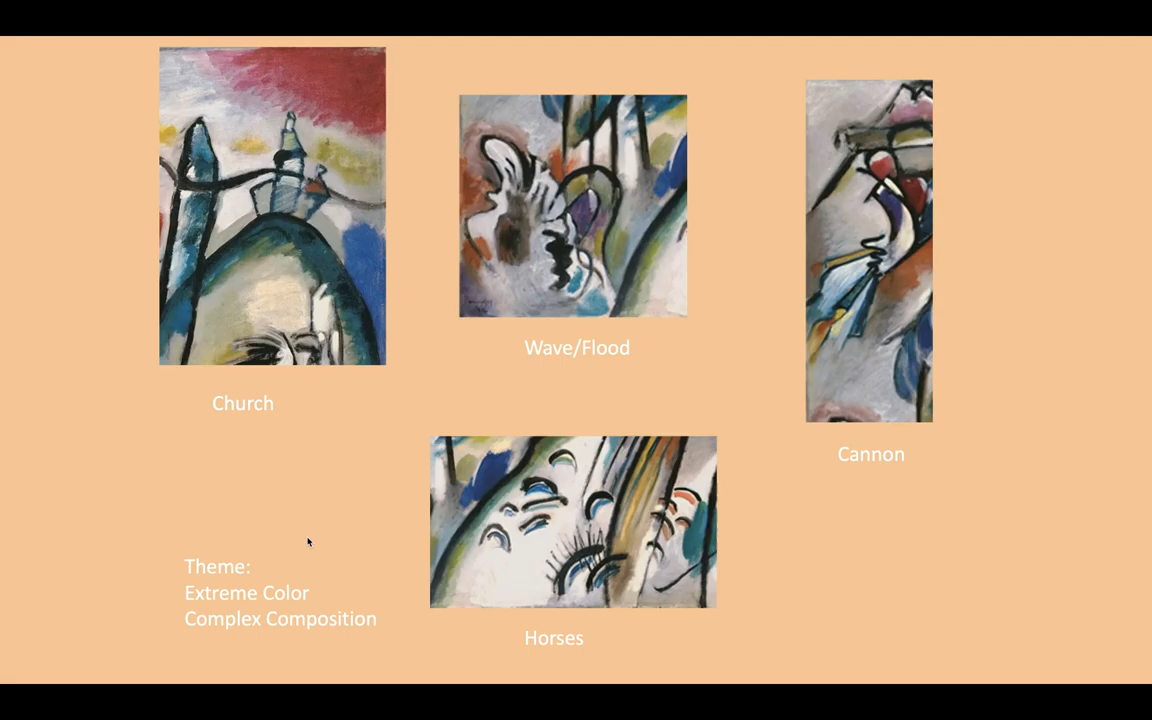 Church
Wave/Flood
Cannon
Horses
Theme:
Extreme Color
Complex Composition